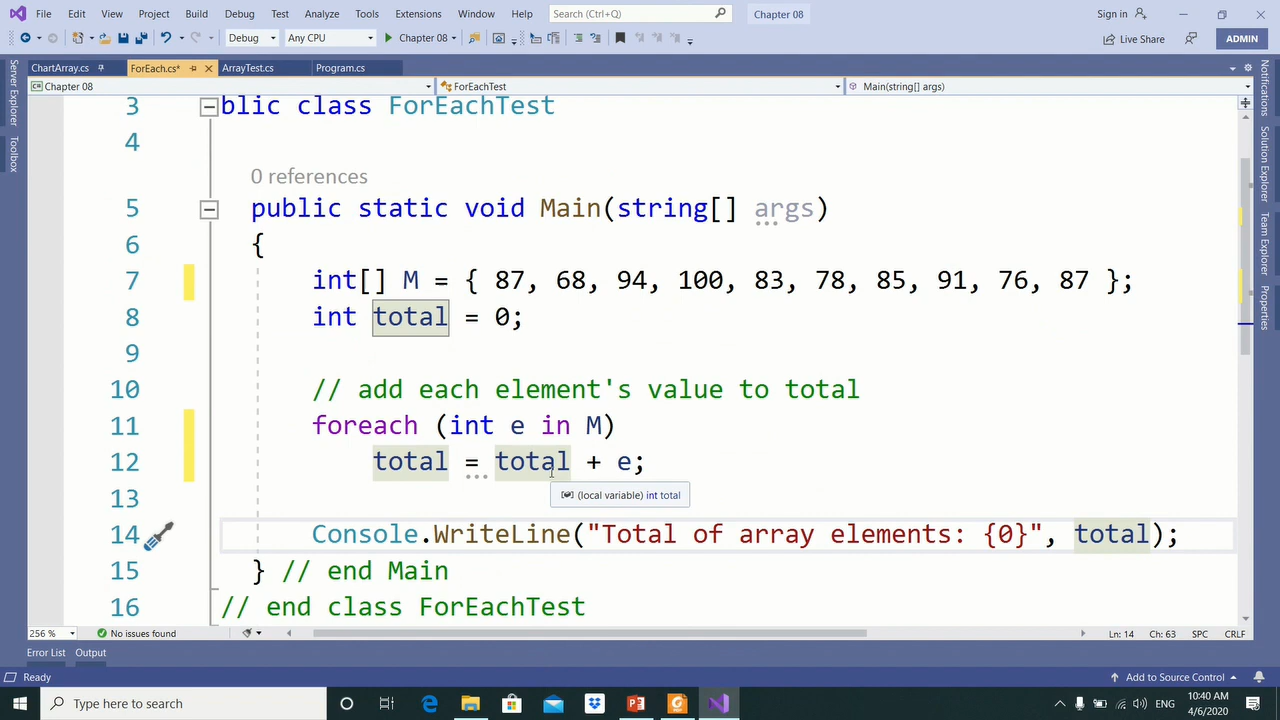 File Edit View Project Build Debug Test Analyze Tools Extensions Window Help Search (Ctrl+Q) Chapter 08 Sign in
Debug Any CPU Chapter 08 Live Share ADMIN
ChartArray.cs ForEach.cs* ArrayTest.cs Program.cs
Chapter 08 ForEachTest Main(string[] args)
Server Explorer
Toolbox
Notifications
Solution Explorer
Team Explorer
Properties
3 blic class ForEachTest
4
0 references
5 public static void Main(string[] args)
6 {
7 int[] M = { 87, 68, 94, 100, 83, 78, 85, 91, 76, 87 };
8 int total = 0;
9
10 // add each element's value to total
11 foreach (int e in M)
12 total = total + e;
(local variable) int total
13
14 Console.WriteLine("Total of array elements: {0}", total);
15 } // end Main
16 // end class ForEachTest
256 % No issues found Ln: 14 Ch: 63 SPC CRLF
Error List Output
Ready Add to Source Control
Type here to search
10:40 AM
4/6/2020